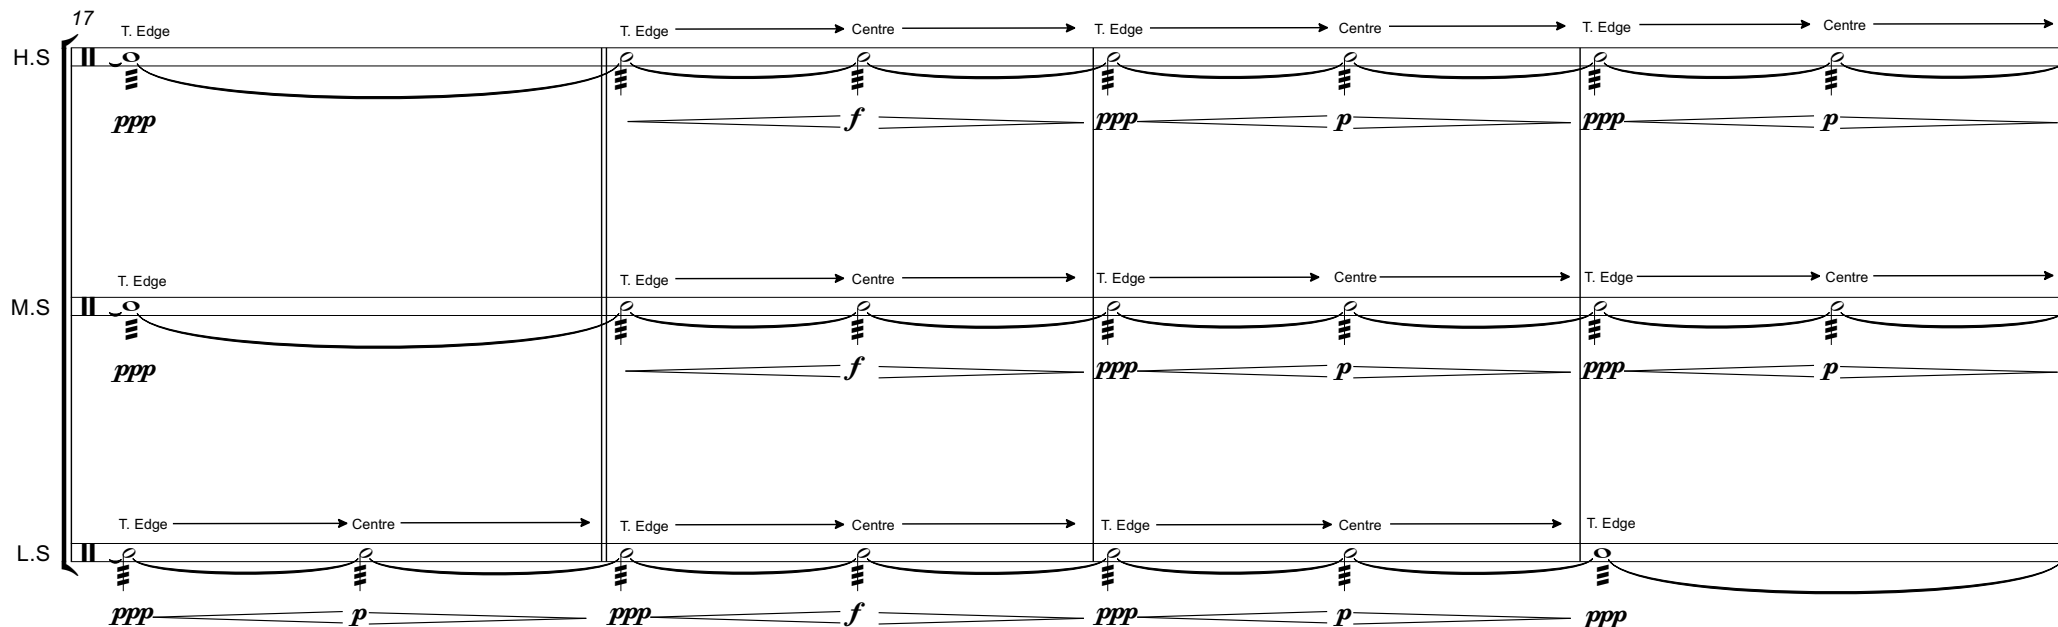 17
T. Edge T. Edge Centre T. Edge Centre T. Edge Centre
H.S
ppp f ppp p ppp p
T. Edge T. Edge Centre T. Edge Centre T. Edge Centre
M.S
ppp f ppp p ppp p
T. Edge Centre T. Edge Centre T. Edge Centre T. Edge
L.S
ppp p ppp f ppp p ppp